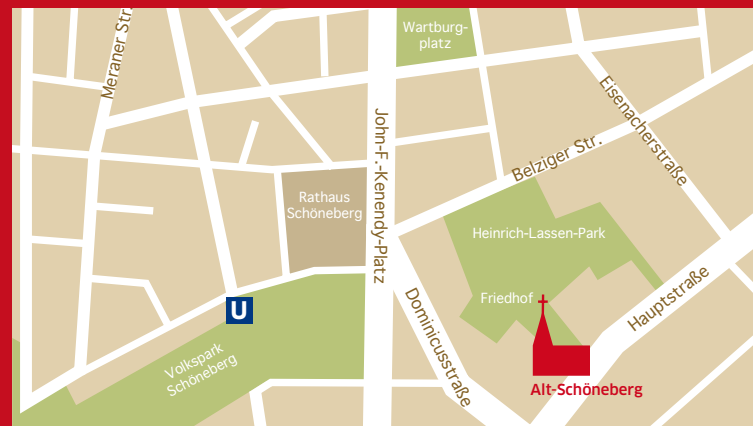 Meraner Str.
Wartburg-
platz
Eisenacherstraße
John-F.-Kenendy-Platz
Belziger Str.
Rathaus
Schöneberg
Heinrich-Lassen-Park
Friedhof
Hauptstraße
U
Dominicusstraße
Volkspark
Schöneberg
Alt-Schöneberg